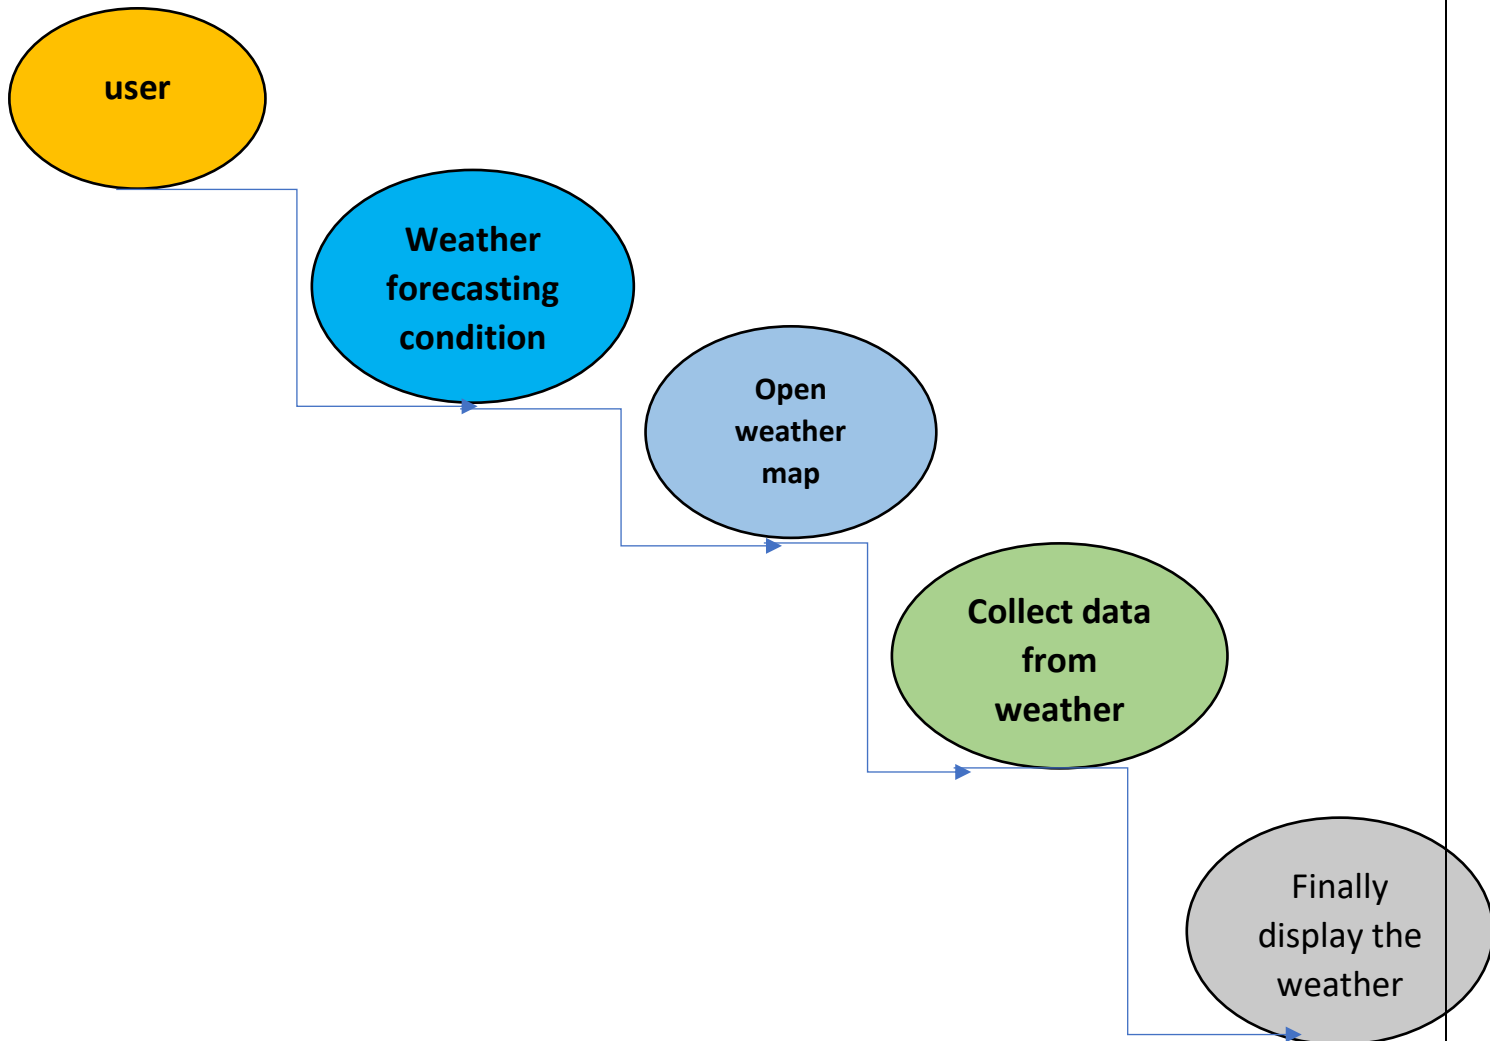 user
Weather
forecasting
condition
Open
weather
map
Collect data
from
weather
Finally
display the
weather